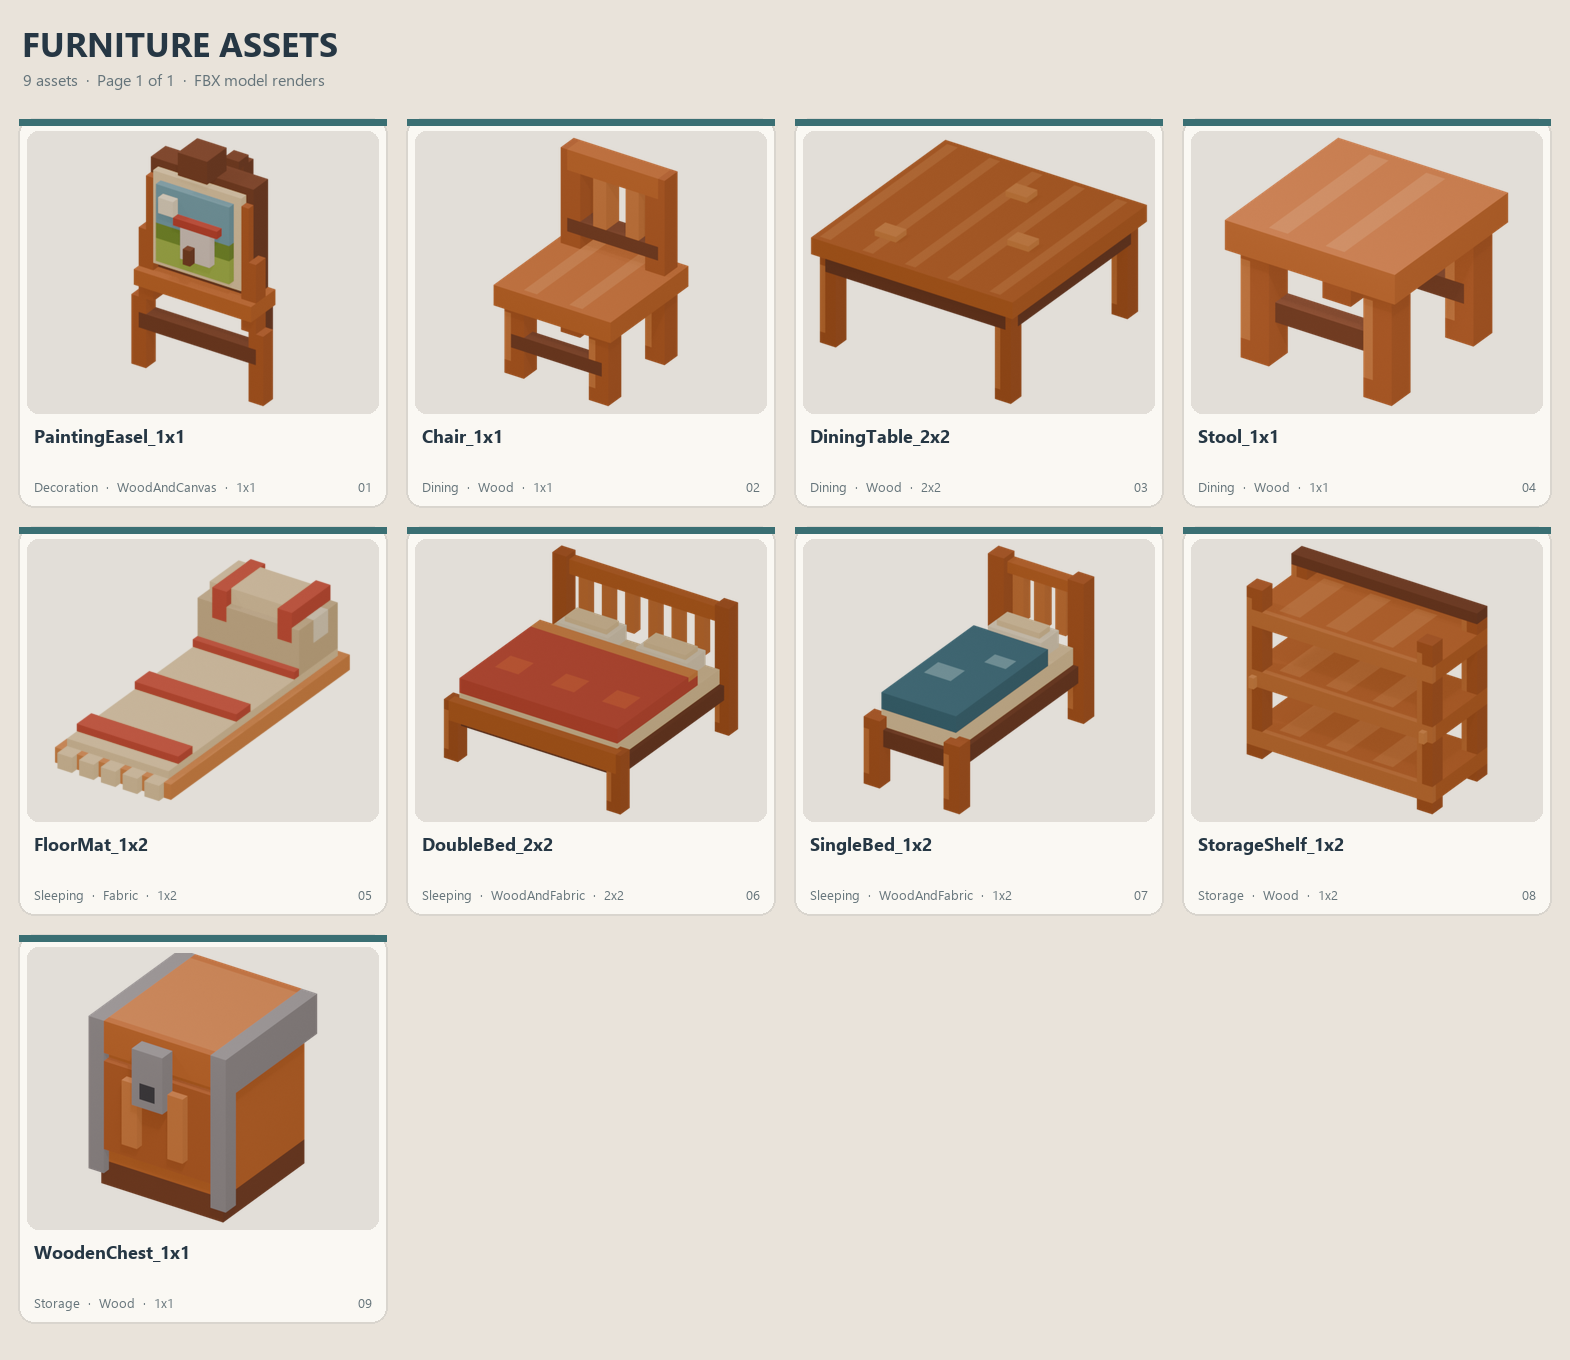 FURNITURE ASSETS
9 assets · Page 1 of 1 · FBX model renders
PaintingEasel_1x1
Decoration · WoodAndCanvas · 1x1 01
Chair_1x1
Dining · Wood · 1x1 02
DiningTable_2x2
Dining · Wood · 2x2 03
Stool_1x1
Dining · Wood · 1x1 04
FloorMat_1x2
Sleeping · Fabric · 1x2 05
DoubleBed_2x2
Sleeping · WoodAndFabric · 2x2 06
SingleBed_1x2
Sleeping · WoodAndFabric · 1x2 07
StorageShelf_1x2
Storage · Wood · 1x2 08
WoodenChest_1x1
Storage · Wood · 1x1 09